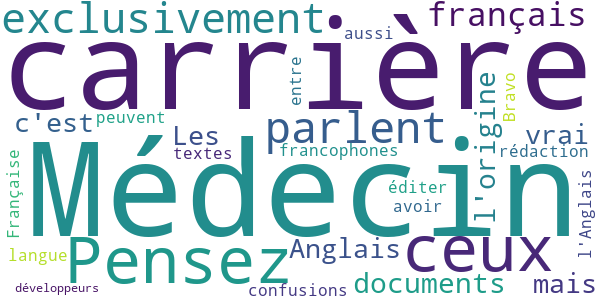 exclusivement
français
aussi
carrière
entre
Bravo
l'origine
c'est
peuvent
Les
parlent
vrai
textes
francophones
rédaction
Médecin
Française
éditer
avoir
l'Anglais
langue
Pensez
Anglais
ceux
développeurs
confusions
documents
mais